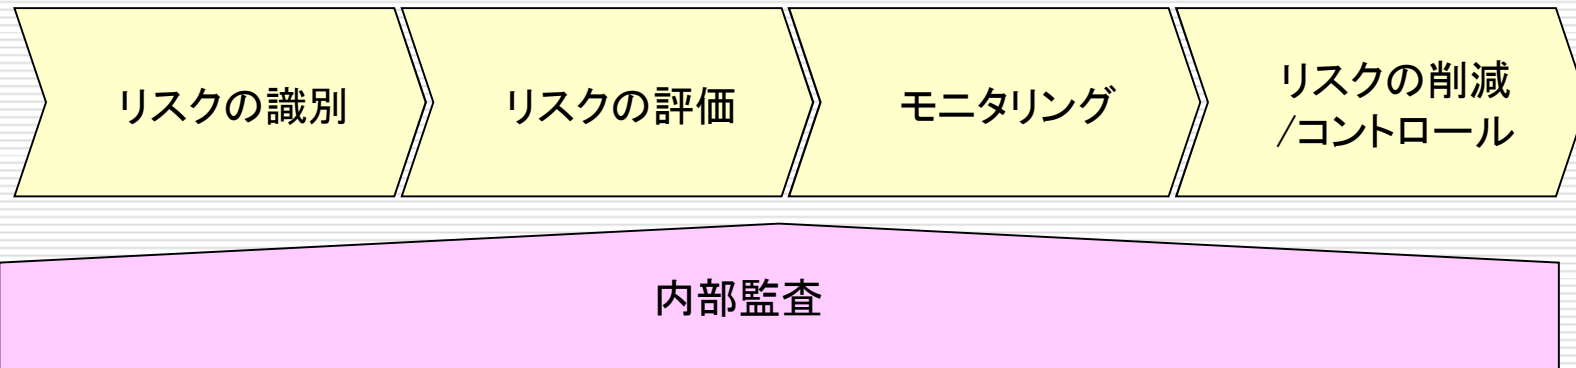 リスクの識別
リスクの評価
モニタリング
リスクの削減
/コントロール
内部監査